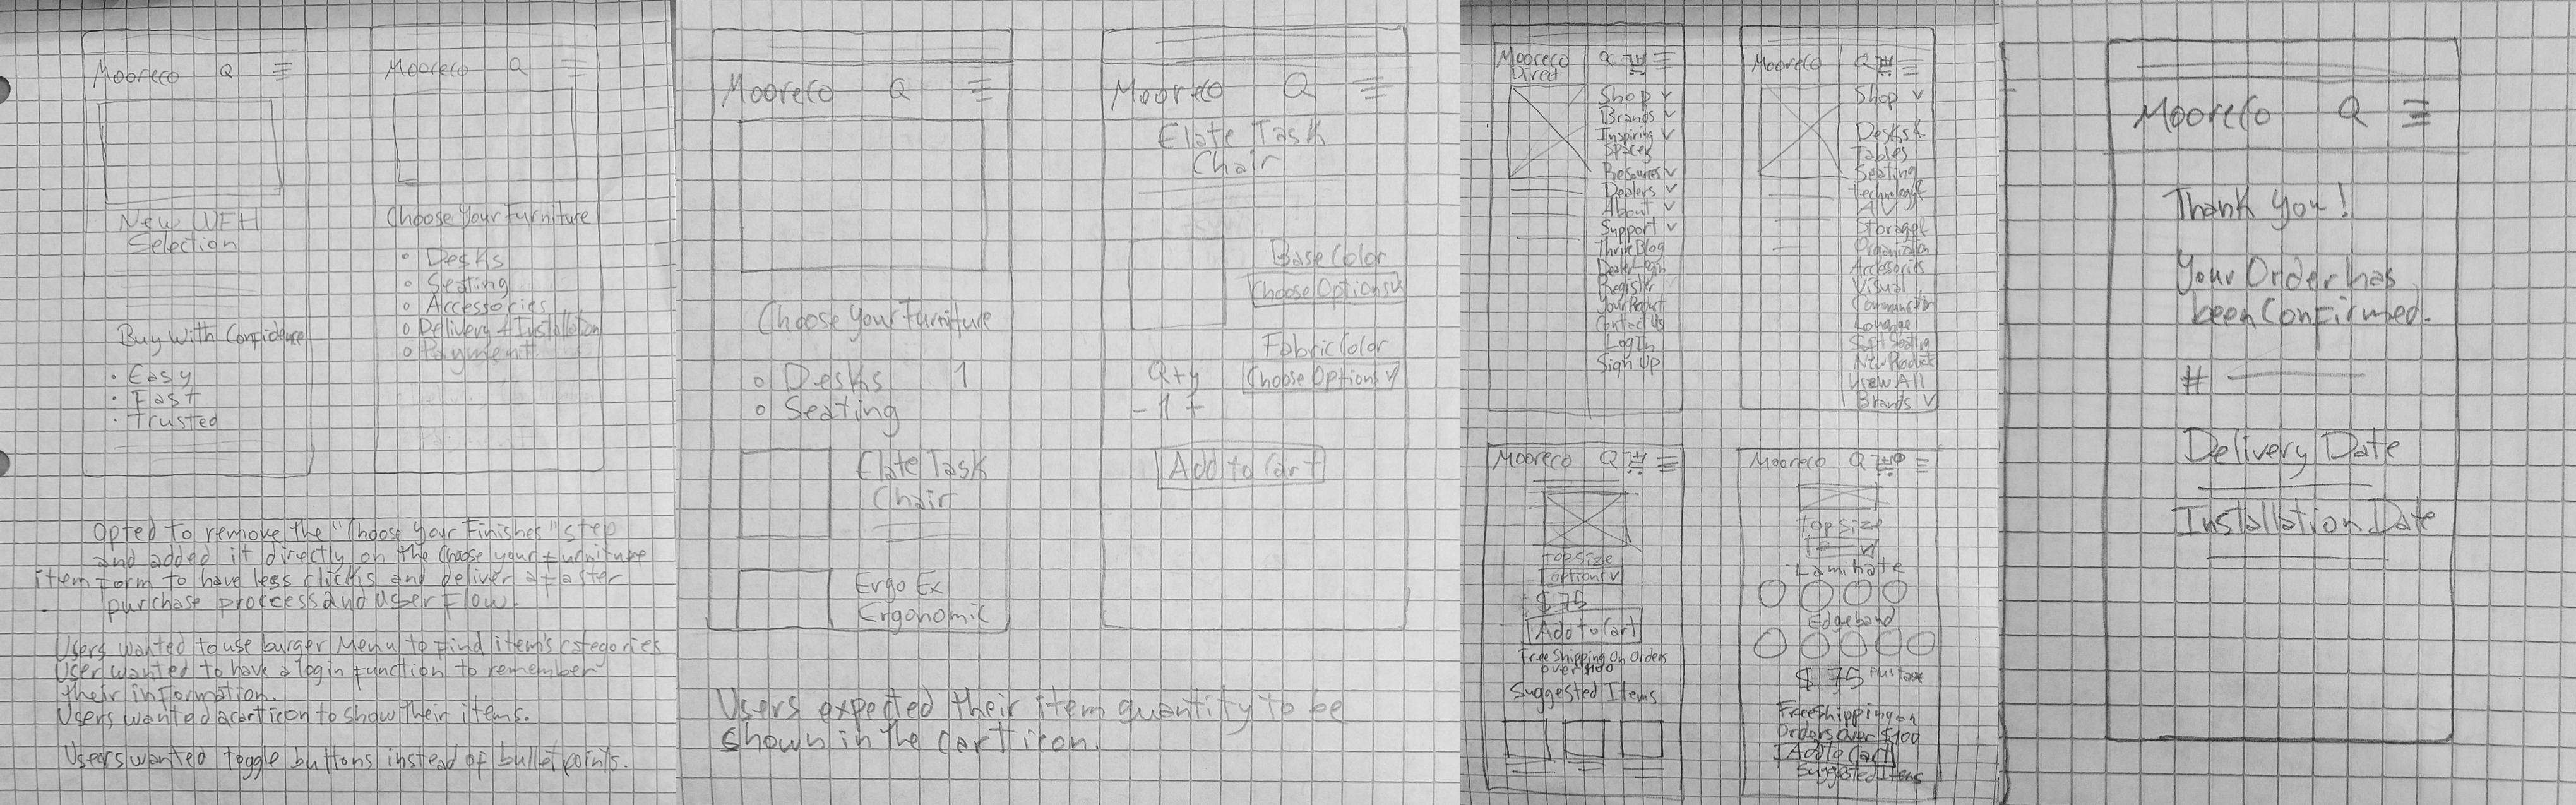 MooreCo Q
New WFH
Selection
Buy With Confidence
• Easy
• Fast
• Trusted
MooreCo Q
Choose Your Furniture
Desks
Seating
Accessories
Delivery + Installation
Payment
Opted to remove the "Choose Your Finishes" step
and added it directly on the Choose your furniture
item form to have less clicks and deliver a faster
purchase proccess and user flow.
Users wanted to use burger menu to find item's categories
User wanted to have a login function to remember
their information.
Users wanted a cart icon to show their items.
Users wanted toggle buttons instead of bullet points.
MooreCo Q
Choose Your Furniture
Desks 1
Seating
Elate Task
Chair
Ergo Ex
Ergonomic
MooreCo Q
Elate Task
Chair
Base Color
Choose Options
Fabric Color
Qty Choose Options
- 1 +
Add to Cart
Users expected their item quantity to be
shown in the cart icon.
MooreCo
Direct
Shop
Brands
Inspiring
Spaces
Resources
Dealers
About
Support
Thrive Blog
Dealer
Register
Your Product
Contact Us
Log In
Sign Up
MooreCo Q
Shop
Desks &
Tables
Seating
Technology &
AV
Storage &
Organization
Accessories
Visual
Lounge
Soft Seating
New Products
View All
Brands
MooreCo Q
Top Size
Options
$75
Add to Cart
Free Shipping On Orders
over $100
Suggested Items
MooreCo Q
Top Size
Laminate
Edgeband
$75 Plus tax
Free Shipping on
Orders Over $100
Add to Cart
Suggested Items
MooreCo Q
Thank You!
Your Order has
been Confirmed.
#
Delivery Date
Installation Date